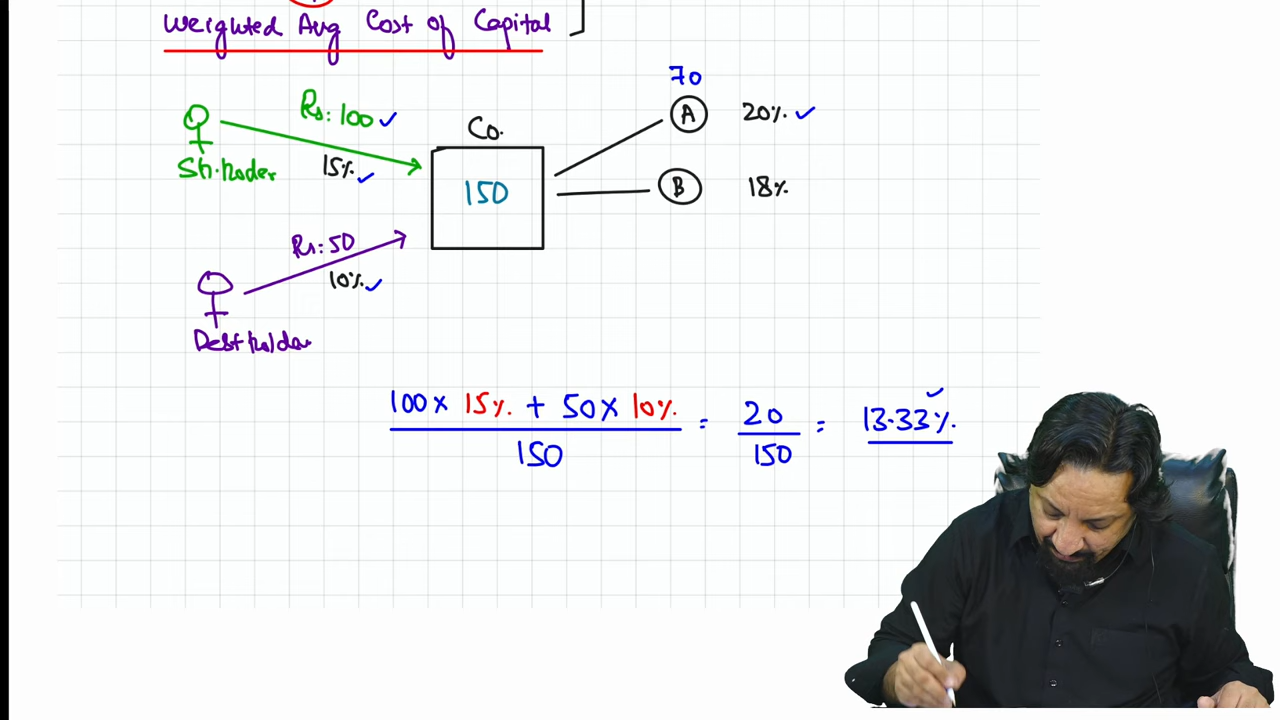 Weighted Avg Cost of Capital
70
Rs: 100
A 20%
Co.
Sh.hoder
15%
150
B 18%
Rs: 50
10%
Debtholder
100 × 15% + 50 × 10%
150
= 20
150
= 13.33%